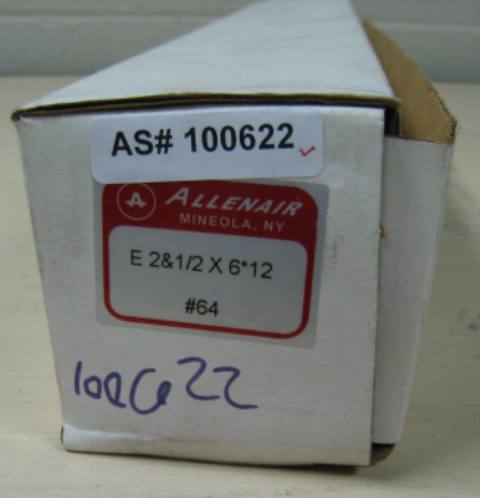 AS# 100622
A ALLENAIR
MINEOLA, NY
E 2&1/2 X 6*12
#64
100622